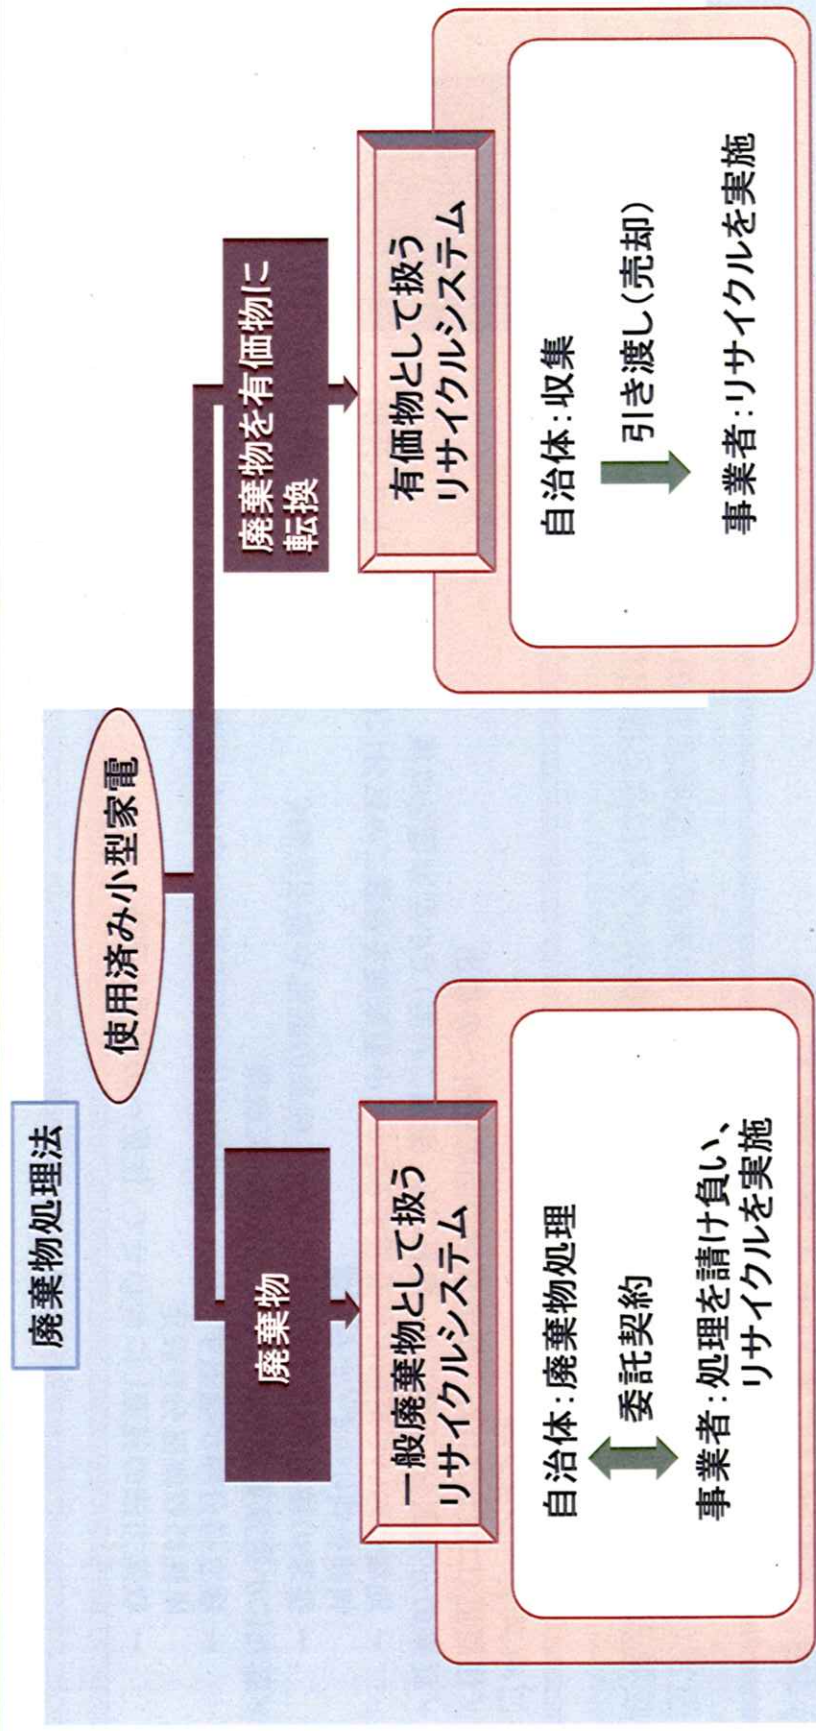 廃棄物処理法
使用済み小型家電
廃棄物
一般廃棄物として扱う
リサイクルシステム
自治体：廃棄物処理
委託契約
事業者：処理を請け負い、
リサイクルを実施
廃棄物を有価物に
転換
有価物として扱う
リサイクルシステム
自治体：収集
引き渡し（売却）
事業者：リサイクルを実施